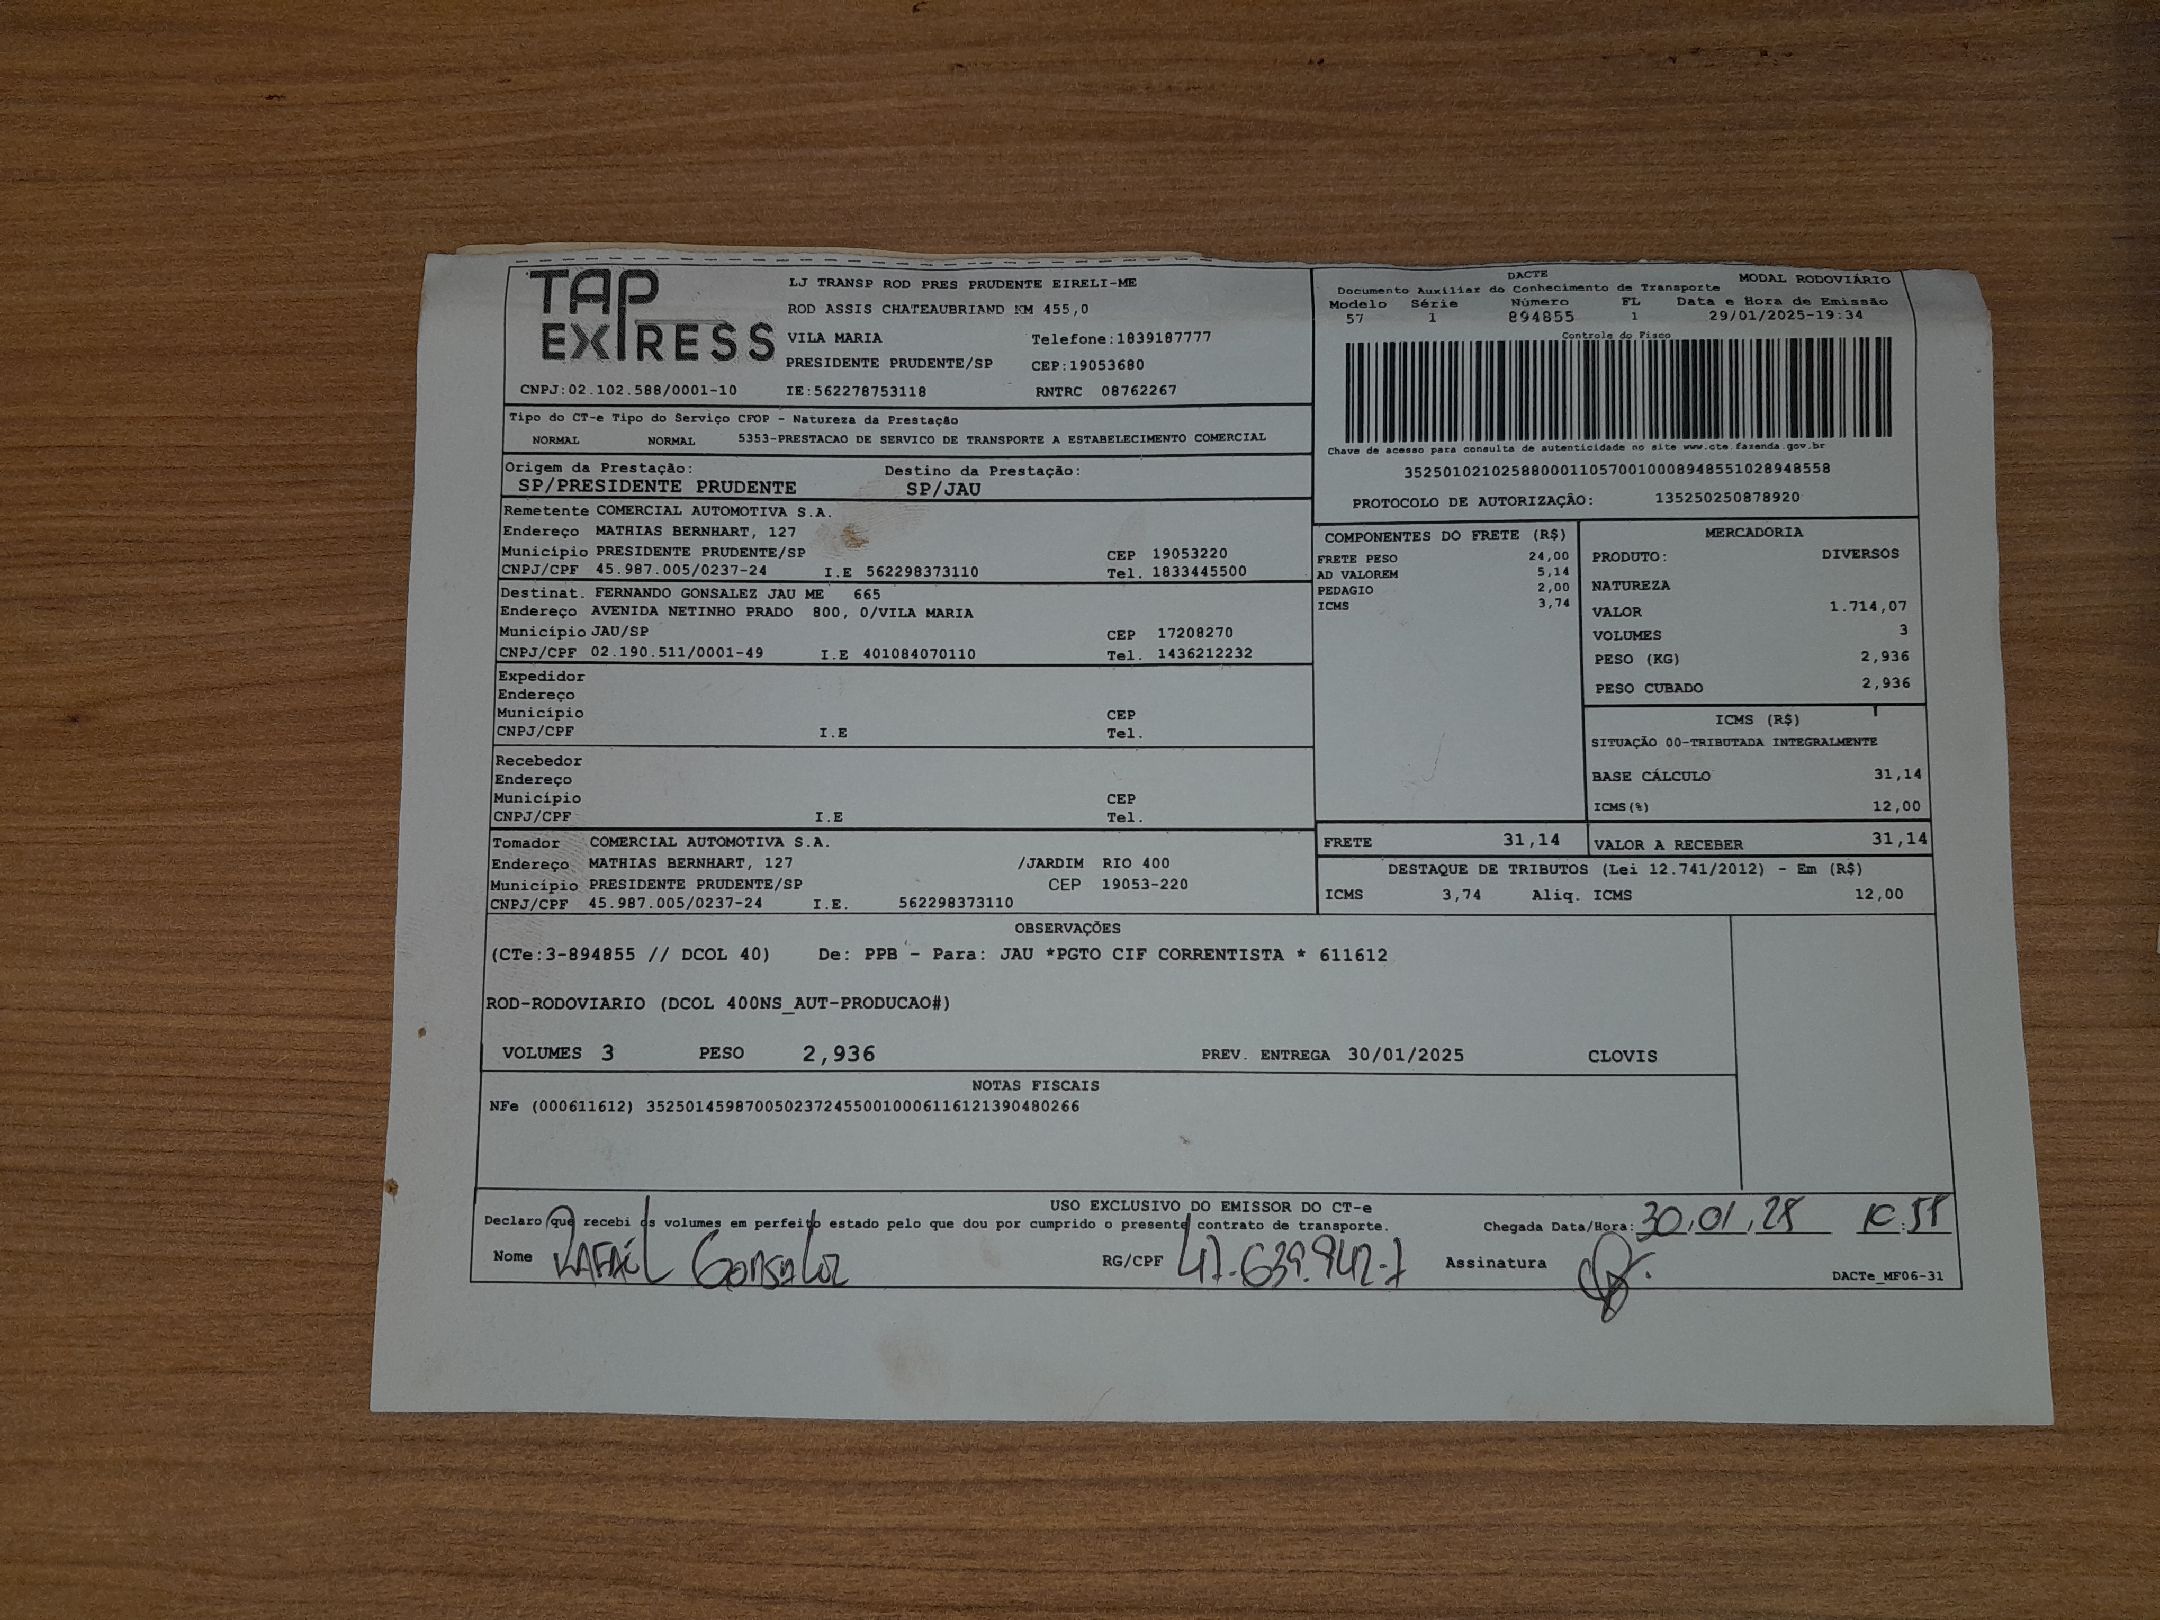 TAP EXPRESS
LJ TRANSP ROD PRES PRUDENTE EIRELI-ME
ROD ASSIS CHATEAUBRIAND KM 455,0
VILA MARIA Telefone:1839187777
PRESIDENTE PRUDENTE/SP CEP:19053680
CNPJ:02.102.588/0001-10 IE:562278753118 RNTRC 08762267
DACTE MODAL RODOVIÁRIO
Documento Auxiliar do Conhecimento de Transporte
Modelo Série Número FL Data e Hora de Emissão
57 1 894855 1 29/01/2025-19:34
Controle do Fisco
Chave de acesso para consulta de autenticidade no site www.cte.fazenda.gov.br
35250102102588000110570010008948551028948558
PROTOCOLO DE AUTORIZAÇÃO: 135250250878920
Tipo do CT-e Tipo do Serviço CFOP - Natureza da Prestação
NORMAL NORMAL 5353-PRESTACAO DE SERVICO DE TRANSPORTE A ESTABELECIMENTO COMERCIAL
Origem da Prestação: Destino da Prestação:
SP/PRESIDENTE PRUDENTE SP/JAU
Remetente COMERCIAL AUTOMOTIVA S.A.
Endereço MATHIAS BERNHART, 127
Município PRESIDENTE PRUDENTE/SP CEP 19053220
CNPJ/CPF 45.987.005/0237-24 I.E 562298373110 Tel. 1833445500
Destinat. FERNANDO GONSALEZ JAU ME 665
Endereço AVENIDA NETINHO PRADO 800, 0/VILA MARIA
Município JAU/SP CEP 17208270
CNPJ/CPF 02.190.511/0001-49 I.E 401084070110 Tel. 1436212232
Expedidor
Endereço
Município CEP
CNPJ/CPF I.E Tel.
Recebedor
Endereço
Município CEP
CNPJ/CPF I.E Tel.
Tomador COMERCIAL AUTOMOTIVA S.A.
Endereço MATHIAS BERNHART, 127 /JARDIM RIO 400
Município PRESIDENTE PRUDENTE/SP CEP 19053-220
CNPJ/CPF 45.987.005/0237-24 I.E. 562298373110
COMPONENTES DO FRETE (R$)
FRETE PESO 24,00
AD VALOREM 5,14
PEDAGIO 2,00
ICMS 3,74
MERCADORIA
PRODUTO: DIVERSOS
NATUREZA
VALOR 1.714,07
VOLUMES 3
PESO (KG) 2,936
PESO CUBADO 2,936
ICMS (R$)
SITUAÇÃO 00-TRIBUTADA INTEGRALMENTE
BASE CÁLCULO 31,14
ICMS(%) 12,00
FRETE 31,14 VALOR A RECEBER 31,14
DESTAQUE DE TRIBUTOS (Lei 12.741/2012) - Em (R$)
ICMS 3,74 Aliq. ICMS 12,00
OBSERVAÇÕES
(CTe:3-894855 // DCOL 40) De: PPB - Para: JAU *PGTO CIF CORRENTISTA * 611612
ROD-RODOVIARIO (DCOL 400NS_AUT-PRODUCAO#)
VOLUMES 3 PESO 2,936 PREV. ENTREGA 30/01/2025 CLOVIS
NOTAS FISCAIS
NFe (000611612) 35250145987005023724550010006116121390480266
USO EXCLUSIVO DO EMISSOR DO CT-e
Declaro que recebi os volumes em perfeito estado pelo que dou por cumprido o presente contrato de transporte. Chegada Data/Hora: 30.01.25
Nome RAFAEL Gonsalez RG/CPF 47.639.942-7 Assinatura
DACTe_MF06-31